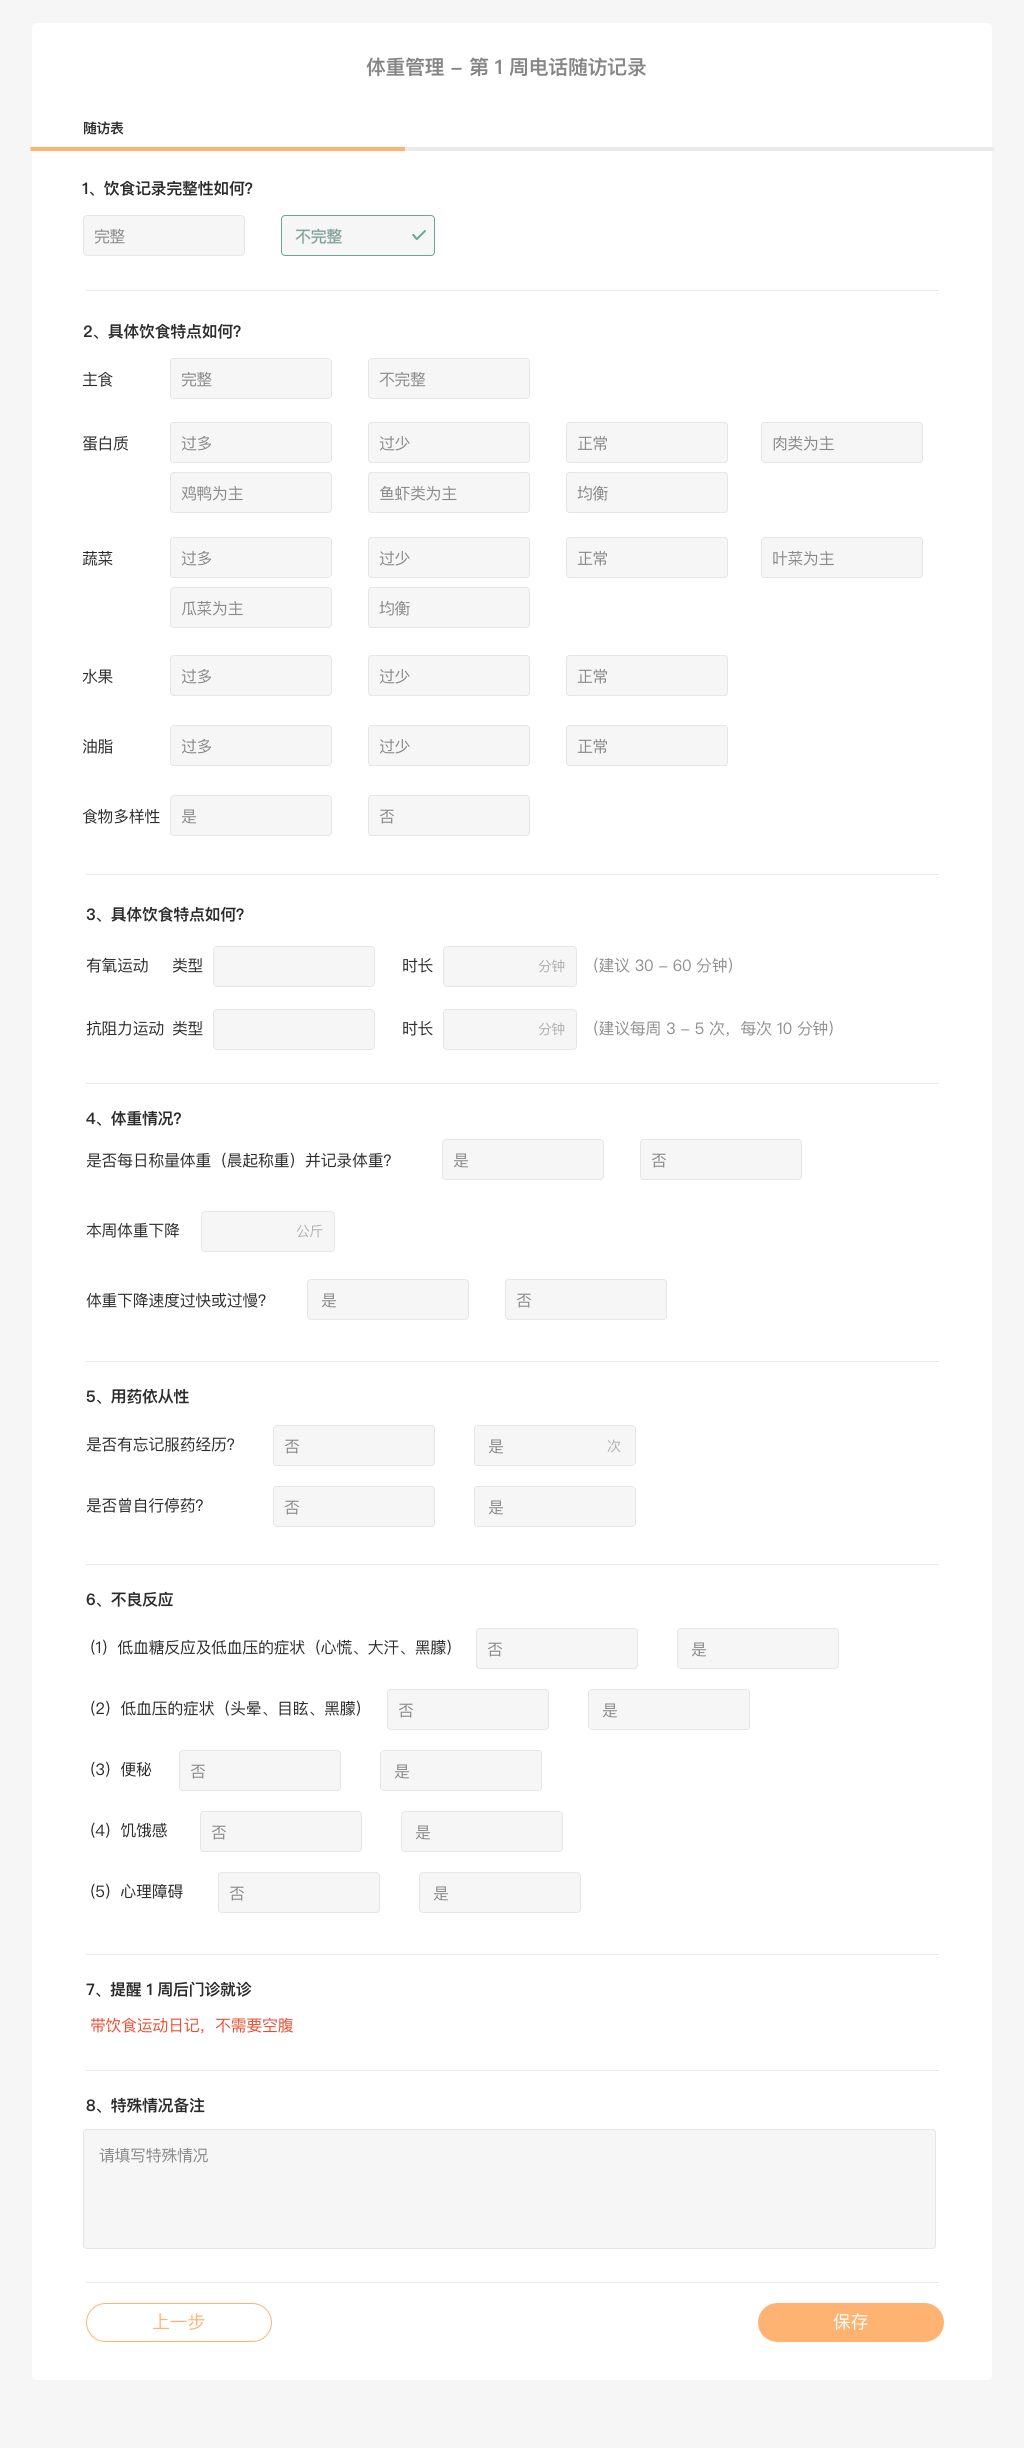 体重管理 – 第 1 周电话随访记录
随访表
1、饮食记录完整性如何?
完整 不完整
2、具体饮食特点如何?
主食 完整 不完整
蛋白质 过多 过少 正常 肉类为主
鸡鸭为主 鱼虾类为主 均衡
蔬菜 过多 过少 正常 叶菜为主
瓜菜为主 均衡
水果 过多 过少 正常
油脂 过多 过少 正常
食物多样性 是 否
3、具体饮食特点如何?
有氧运动 类型 时长 分钟 （建议 30 – 60 分钟）
抗阻力运动 类型 时长 分钟 （建议每周 3 – 5 次，每次 10 分钟）
4、体重情况?
是否每日称量体重（晨起称重）并记录体重? 是 否
本周体重下降 公斤
体重下降速度过快或过慢? 是 否
5、用药依从性
是否有忘记服药经历? 否 是 次
是否曾自行停药? 否 是
6、不良反应
（1）低血糖反应及低血压的症状（心慌、大汗、黑朦） 否 是
（2）低血压的症状（头晕、目眩、黑朦） 否 是
（3）便秘 否 是
（4）饥饿感 否 是
（5）心理障碍 否 是
7、提醒 1 周后门诊就诊
带饮食运动日记，不需要空腹
8、特殊情况备注
请填写特殊情况
上一步 保存